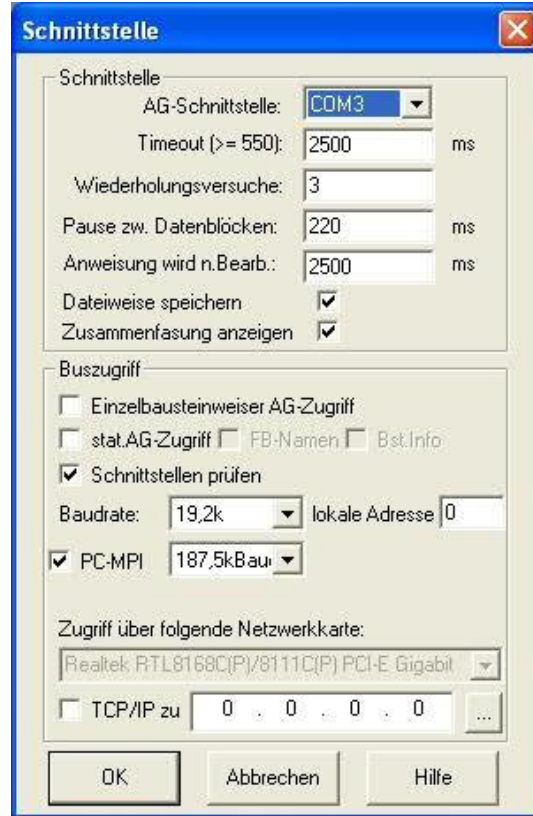 Schnittstelle
Schnittstelle
AG-Schnittstelle: COM3
Timeout (>= 550): 2500 ms
Wiederholungsversuche: 3
Pause zw. Datenblöcken: 220 ms
Anweisung wird n.Bearb.: 2500 ms
Dateiweise speichern
Zusammenfasung anzeigen
Buszugriff
Einzelbausteinweiser AG-Zugriff
stat.AG-Zugriff FB-Namen Bst.Info
Schnittstellen prüfen
Baudrate: 19,2k lokale Adresse 0
PC-MPI 187,5kBau
Zugriff über folgende Netzwerkkarte:
Realtek RTL8168C(P)/8111C(P) PCI-E Gigabit
TCP/IP zu 0 . 0 . 0 . 0 ...
OK Abbrechen Hilfe